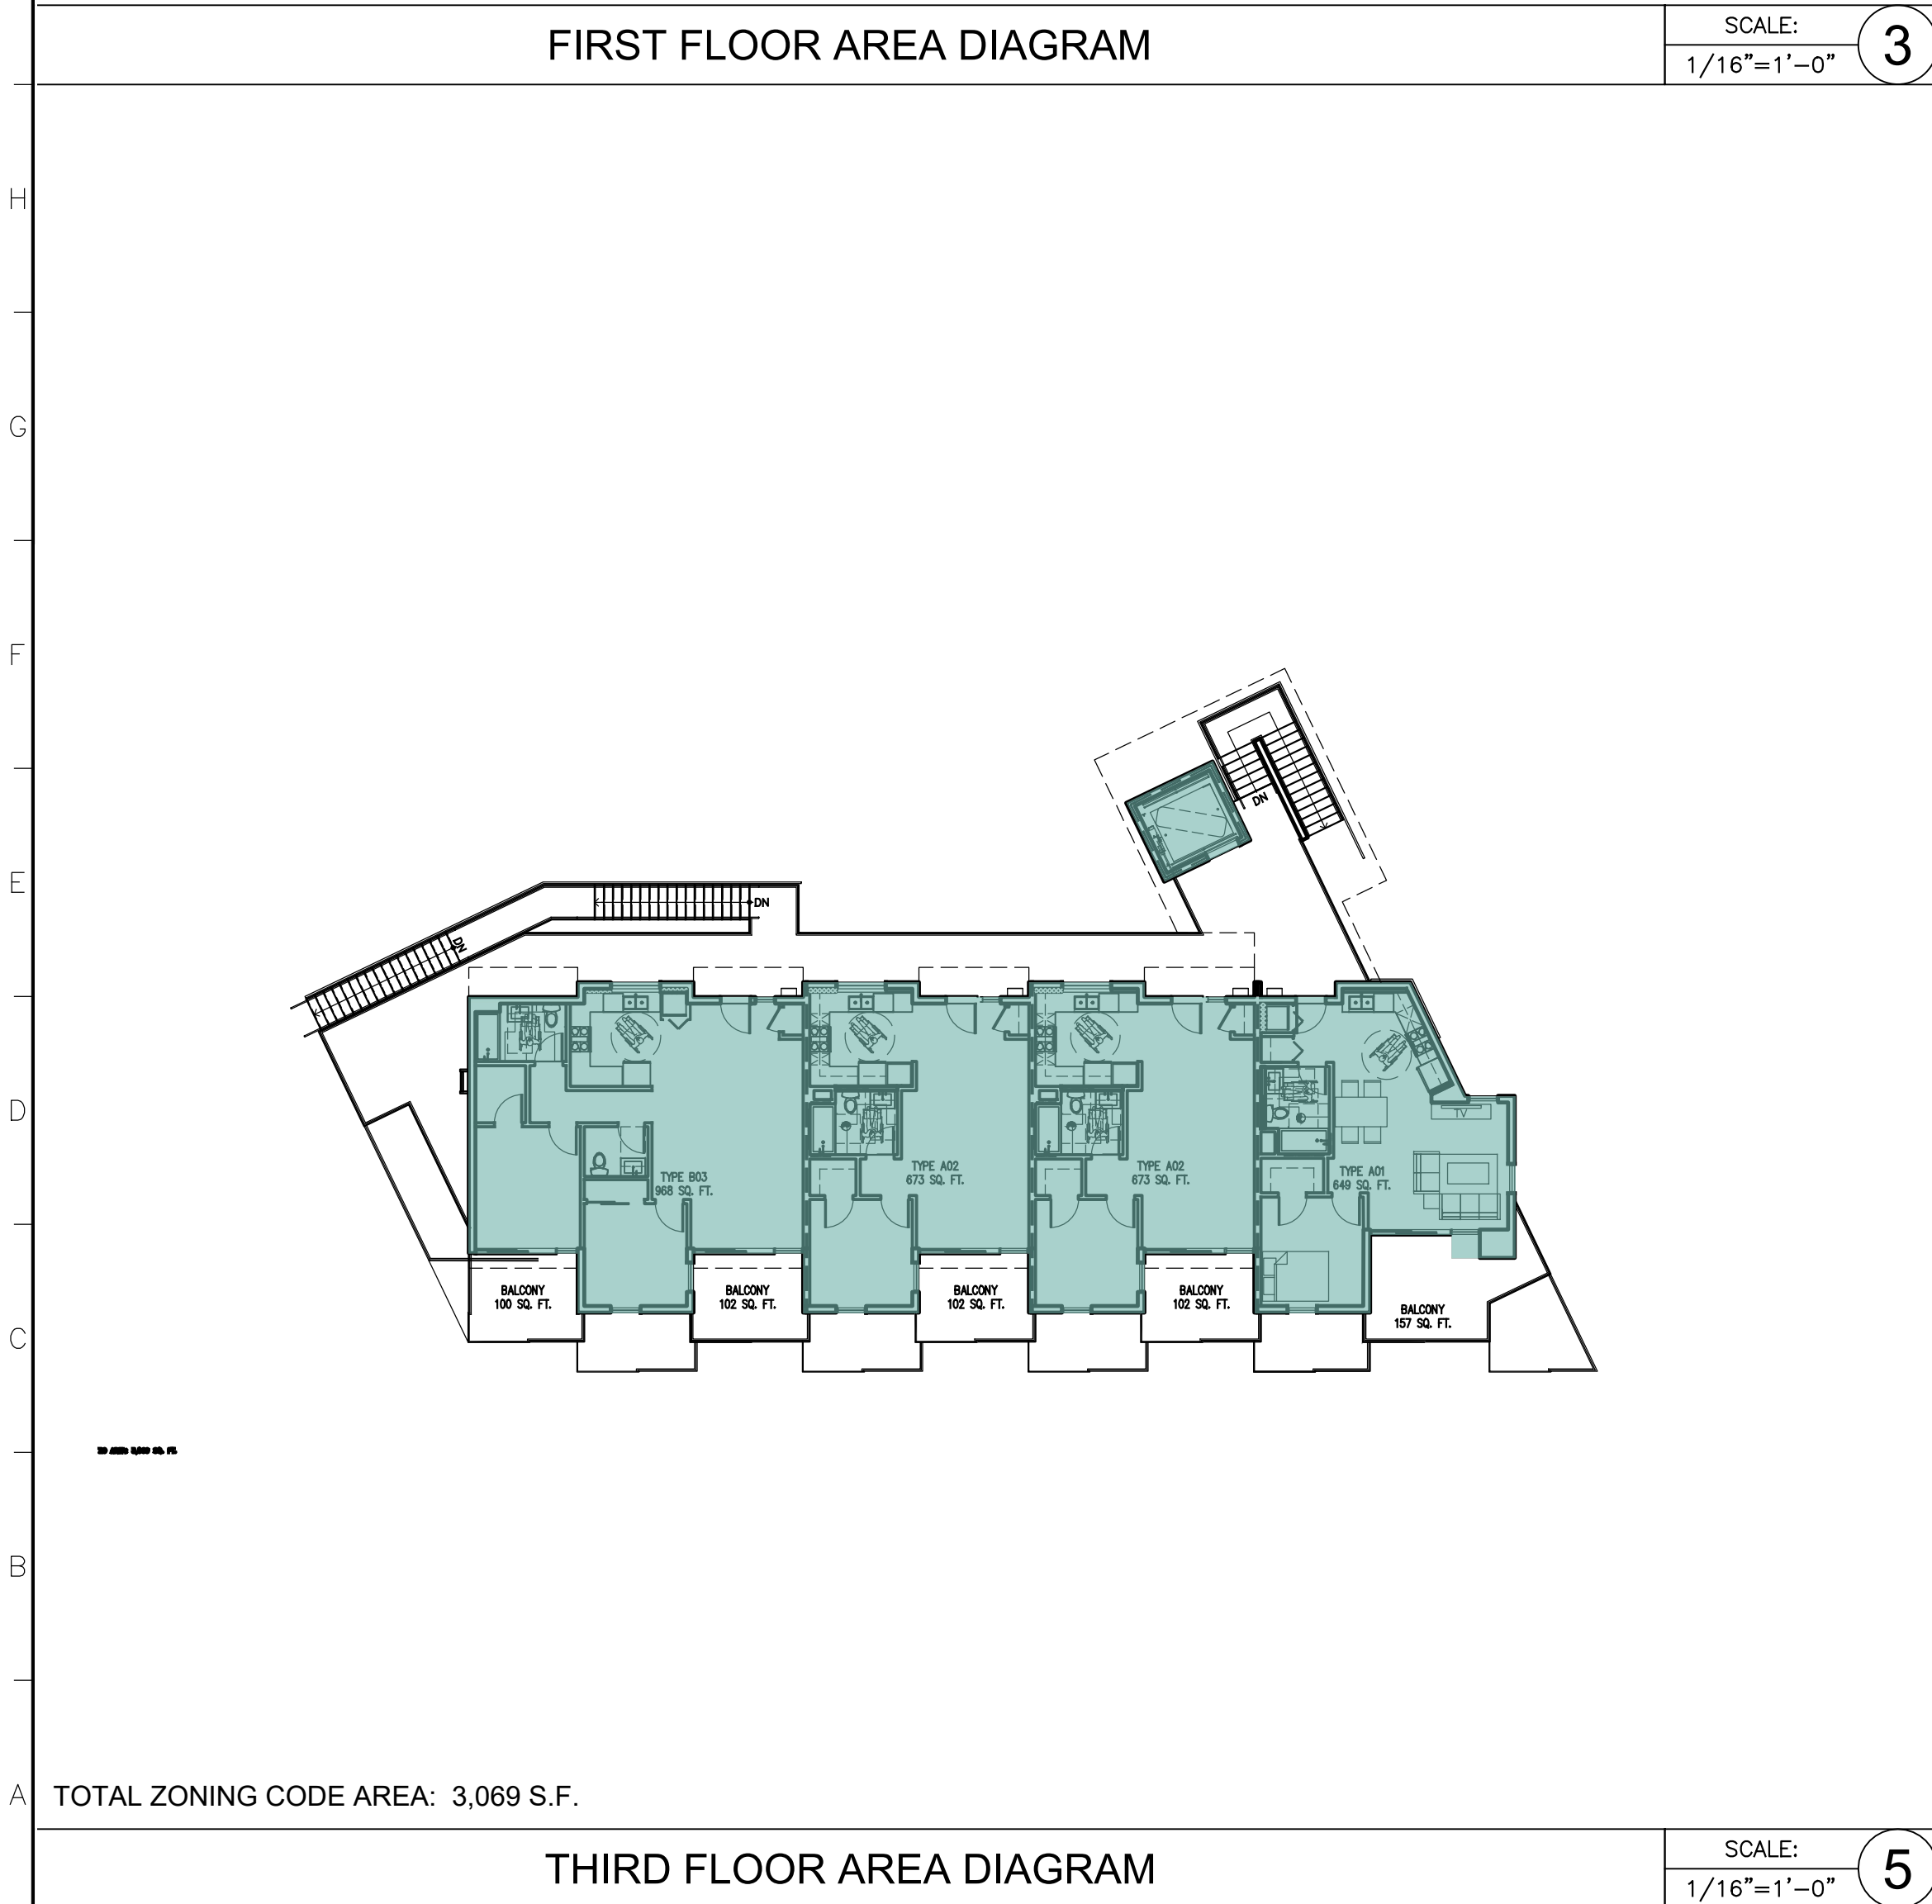 FIRST FLOOR AREA DIAGRAM
SCALE:
1/16"=1'-0"
3
H
G
F
E
D
C
B
A
DN
DN
DN
TV
TYPE B03
968 SQ. FT.
TYPE A02
673 SQ. FT.
TYPE A02
673 SQ. FT.
TYPE A01
649 SQ. FT.
BALCONY
100 SQ. FT.
BALCONY
102 SQ. FT.
BALCONY
102 SQ. FT.
BALCONY
102 SQ. FT.
BALCONY
157 SQ. FT.
SQ. FT.
TOTAL ZONING CODE AREA: 3,069 S.F.
THIRD FLOOR AREA DIAGRAM
SCALE:
1/16"=1'-0"
5